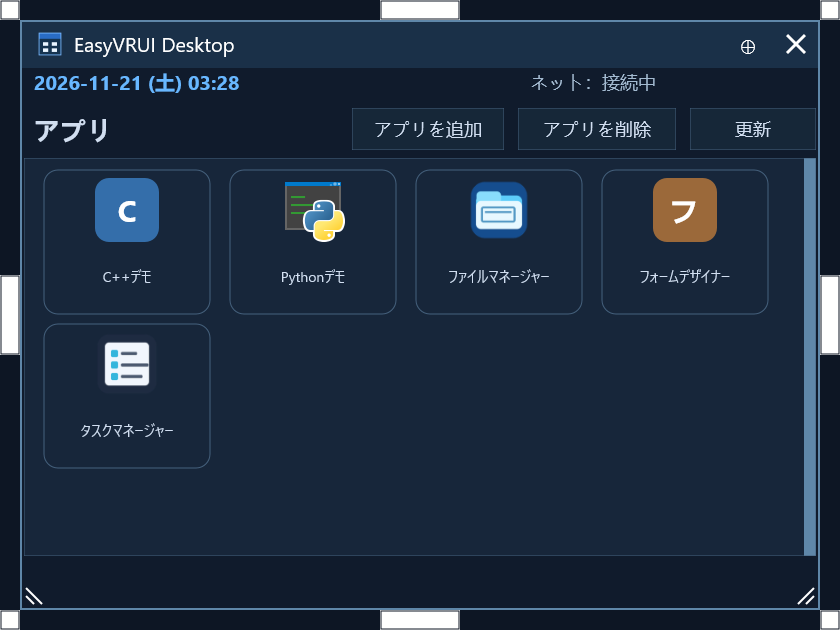 EasyVRUI Desktop
2026-11-21 (土) 03:28
ネット: 接続中
アプリ
アプリを追加
アプリを削除
更新
C
フ
C++デモ
Pythonデモ
ファイルマネージャー
フォームデザイナー
タスクマネージャー